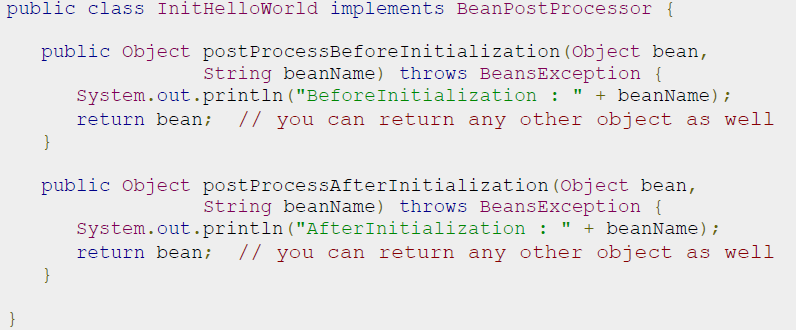 public class InitHelloWorld implements BeanPostProcessor {
public Object postProcessBeforeInitialization(Object bean,
String beanName) throws BeansException {
System.out.println("BeforeInitialization : " + beanName);
return bean;  // you can return any other object as well
}
public Object postProcessAfterInitialization(Object bean,
String beanName) throws BeansException {
System.out.println("AfterInitialization : " + beanName);
return bean;  // you can return any other object as well
}
}